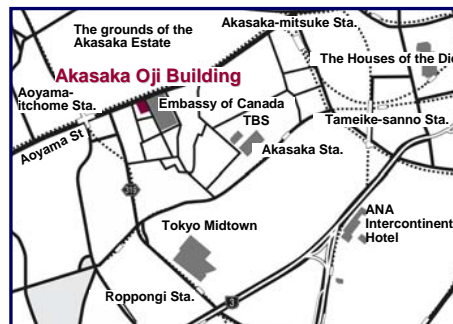 Akasaka-mitsuke Sta.
The grounds of the
Akasaka Estate
The Houses of the Die
Akasaka Oji Building
Aoyama-
itchome Sta.
Embassy of Canada
TBS
Tameike-sanno Sta.
Aoyama St
Akasaka Sta.
319
Tokyo Midtown
ANA
Intercontinent
Hotel
Roppongi Sta.
3